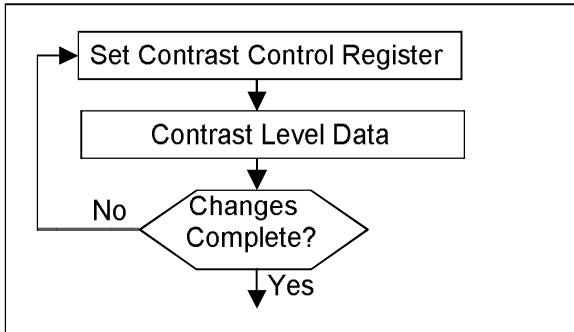 Set Contrast Control Register
Contrast Level Data
Changes
Complete?
No
Yes